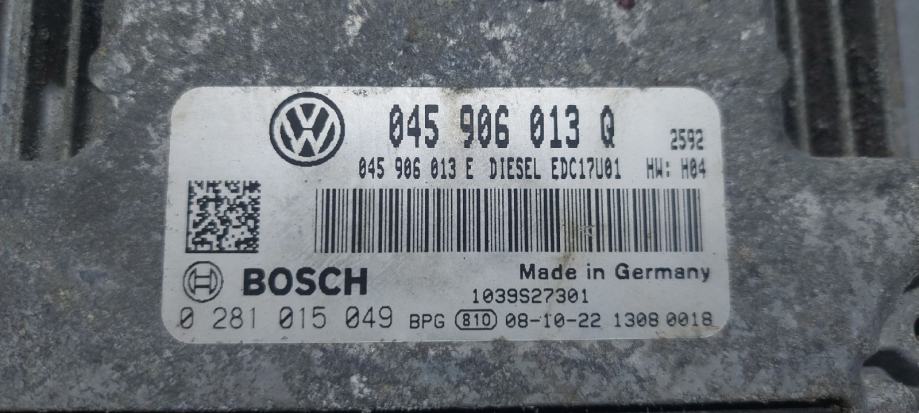 045 906 013 Q 2592
045 906 013 E DIESEL EDC17U01 HW: H04
BOSCH Made in Germany
1039S27301
0 281 015 049 BPG 810 08-10-22 1308 0018